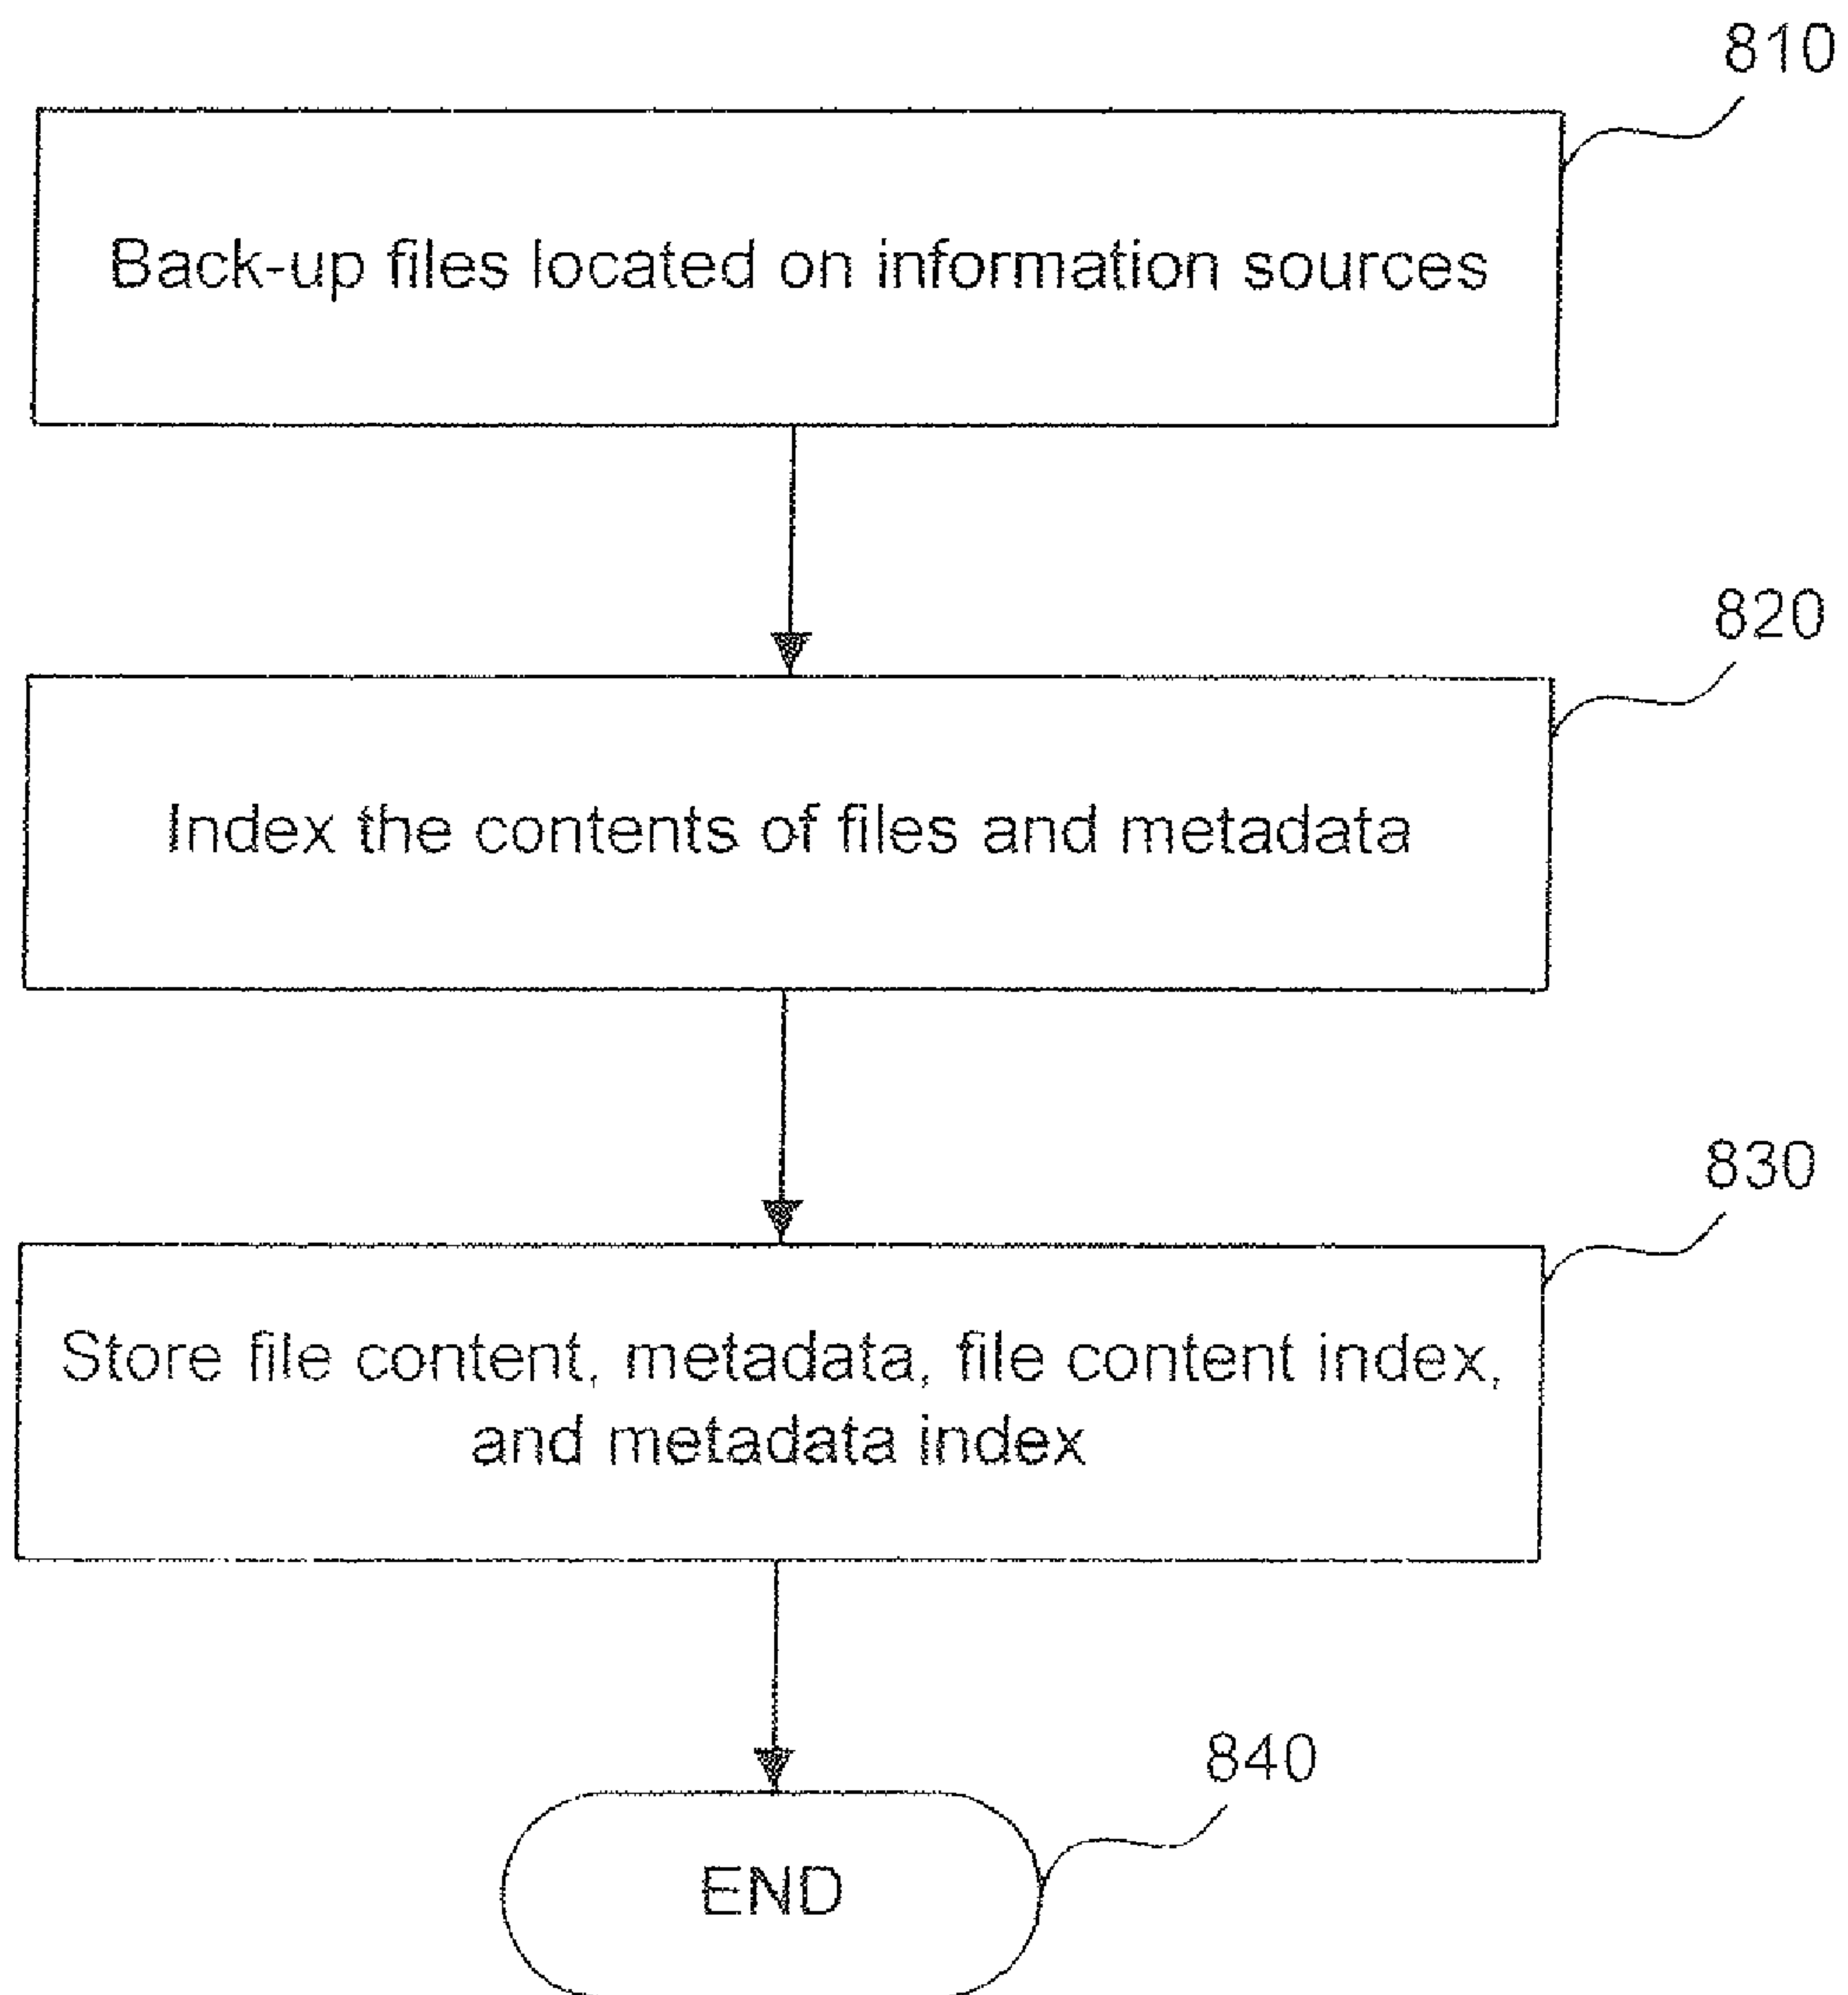 810
Back-up files located on information sources
820
Index the contents of files and metadata
830
Store file content, metadata, file content index,
and metadata index
840
END